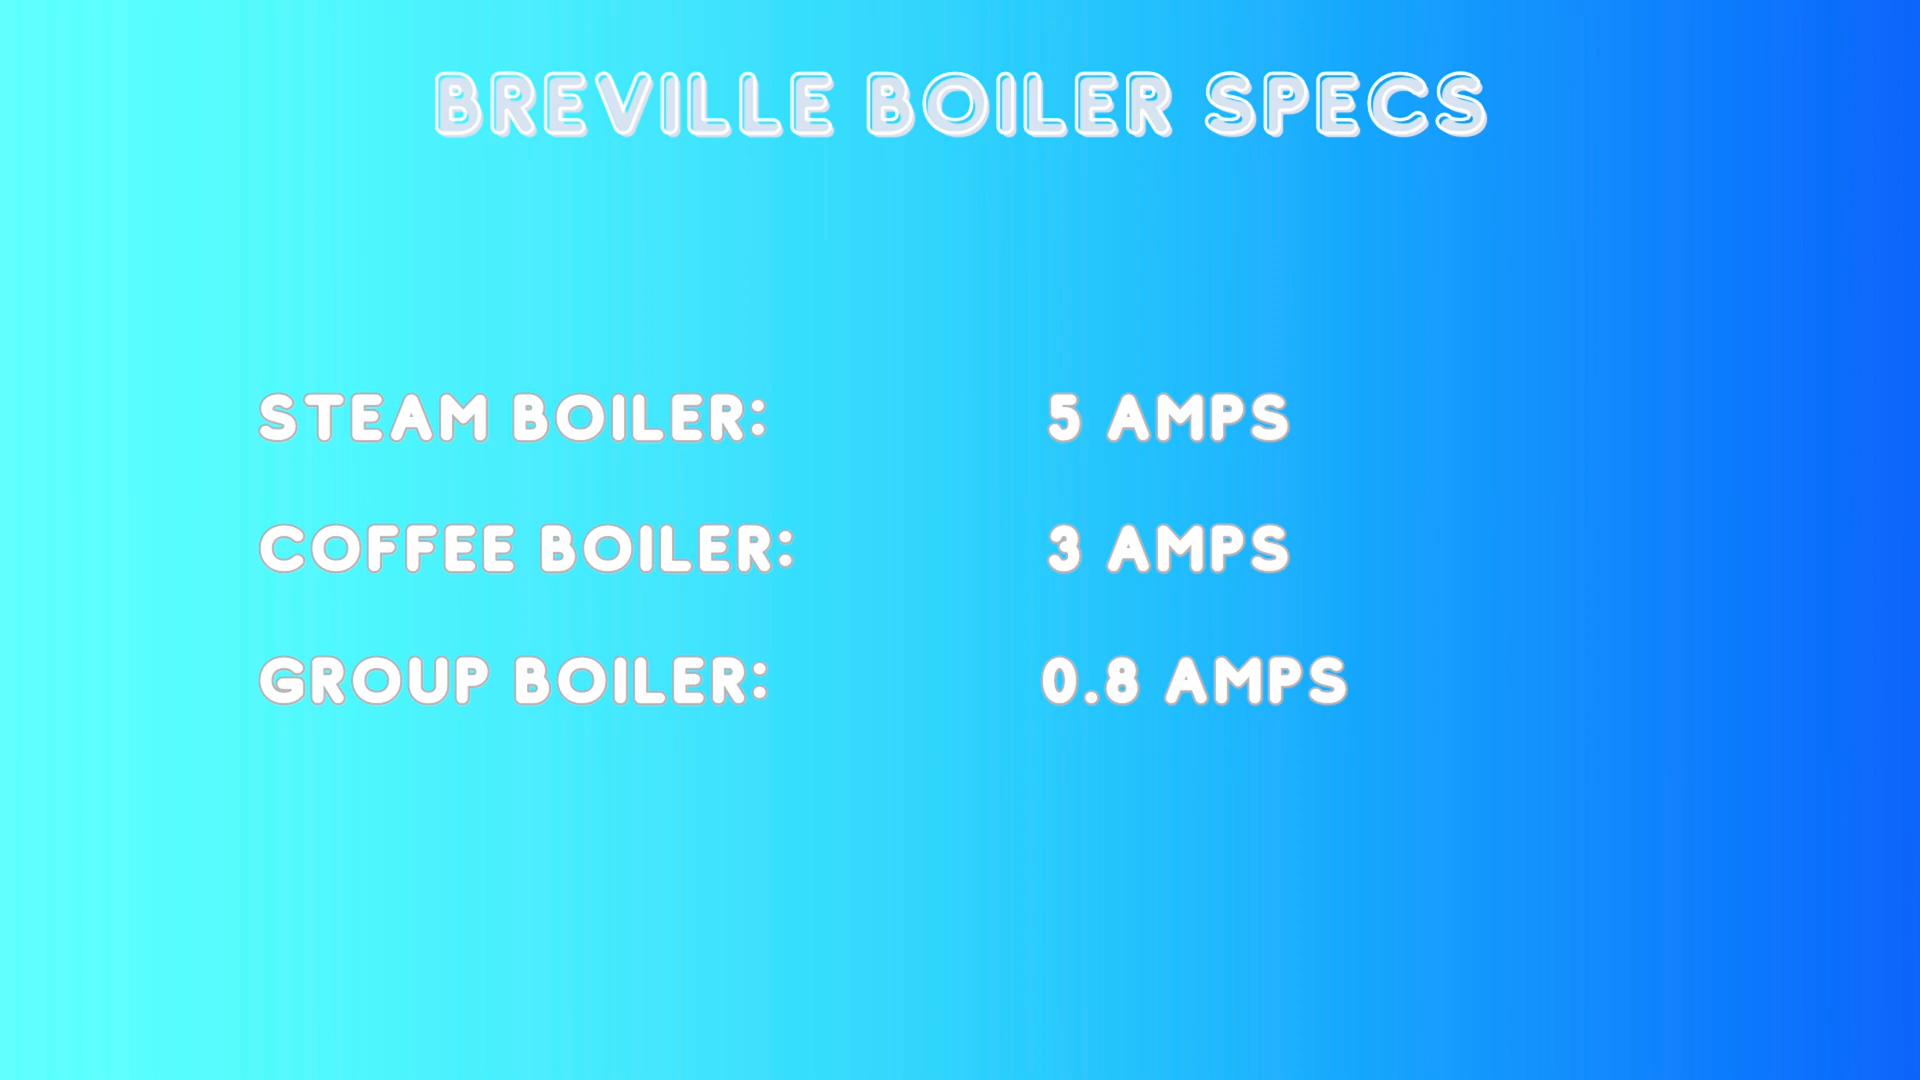 BREVILLE BOILER SPECS
STEAM BOILER: 5 AMPS
COFFEE BOILER: 3 AMPS
GROUP BOILER: 0.8 AMPS